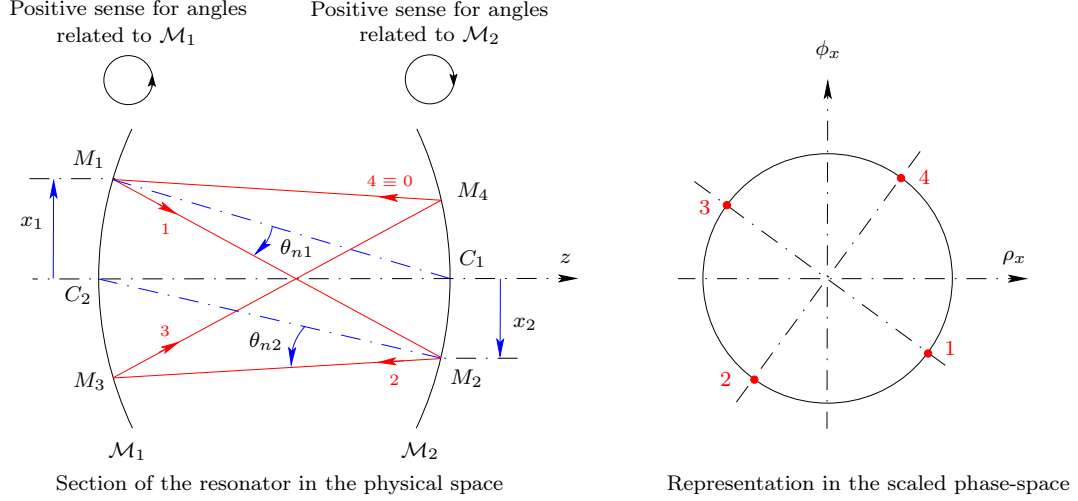 Positive sense for angles
related to ℳ₁
Positive sense for angles
related to ℳ₂
M₁
x₁
1
4 ≡ 0
M₄
θₙ₁
C₁
z
C₂
x₂
3
θₙ₂
M₃
2
M₂
ℳ₁
ℳ₂
Section of the resonator in the physical space
ϕₓ
3
4
ρₓ
1
2
Representation in the scaled phase-space